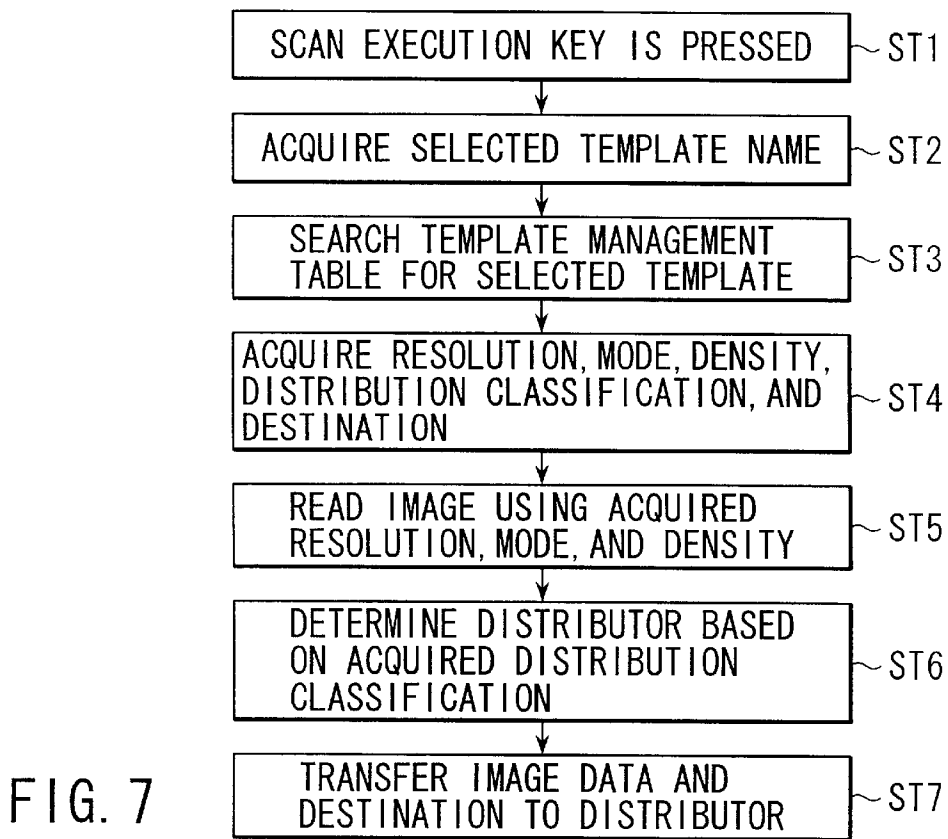 SCAN EXECUTION KEY IS PRESSED
ST1
ACQUIRE SELECTED TEMPLATE NAME
ST2
SEARCH TEMPLATE MANAGEMENT
TABLE FOR SELECTED TEMPLATE
ST3
ACQUIRE RESOLUTION, MODE, DENSITY,
DISTRIBUTION CLASSIFICATION, AND
DESTINATION
ST4
READ IMAGE USING ACQUIRED
RESOLUTION, MODE, AND DENSITY
ST5
DETERMINE DISTRIBUTOR BASED
ON ACQUIRED DISTRIBUTION
CLASSIFICATION
ST6
TRANSFER IMAGE DATA AND
DESTINATION TO DISTRIBUTOR
ST7
FIG. 7